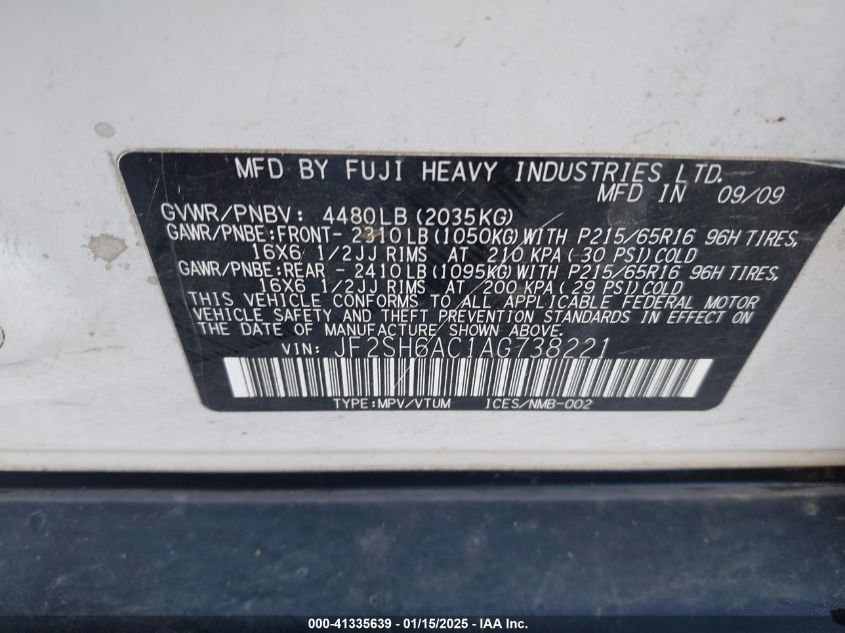 MFD BY FUJI HEAVY INDUSTRIES LTD.
MFD IN 09/09
GVWR/PNBV: 4480LB(2035KG)
GAWR/PNBE:FRONT-2310LB(1050KG)WITH P215/65R16 96H TIRES,
16X6 1/2JJ RIMS AT 210 KPA(30 PSI)COLD
GAWR/PNBE:REAR -2410LB(1095KG)WITH P215/65R16 96H TIRES,
16X6 1/2JJ RIMS AT 200 KPA(29 PSI)COLD
THIS VEHICLE CONFORMS TO ALL APPLICABLE FEDERAL MOTOR
VEHICLE SAFETY AND THEFT PREVENTION STANDARDS IN EFFECT ON
THE DATE OF MANUFACTURE SHOWN ABOVE.
VIN: JF2SH6AC1AG738221
TYPE:MPV/VTUM ICES/NMB-002
000-41335639 - 01/15/2025 - IAA Inc.